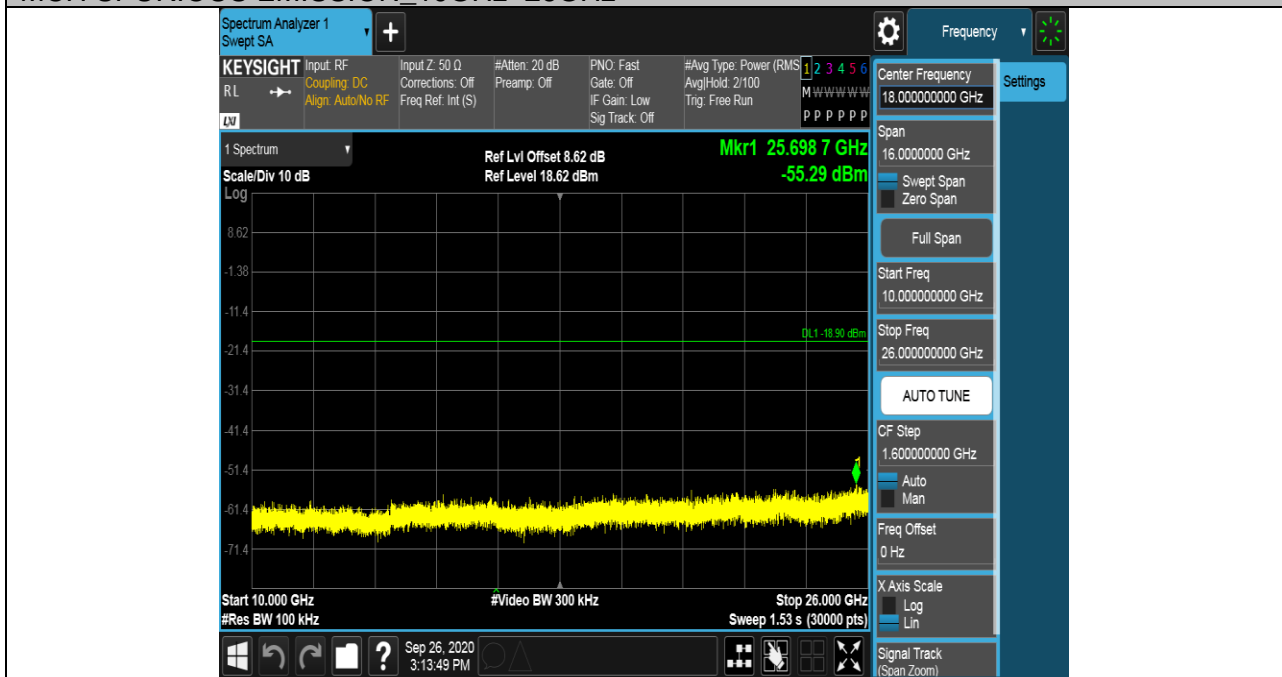 Spectrum Analyzer 1
Swept SA
+
Frequency
KEYSIGHT
RL
LXI
Input: RF
Coupling: DC
Align: Auto/No RF
Input Z: 50 Ω
Corrections: Off
Freq Ref: Int (S)
#Atten: 20 dB
Preamp: Off
PNO: Fast
Gate: Off
IF Gain: Low
Sig Track: Off
#Avg Type: Power (RMS
Avg|Hold: 2/100
Trig: Free Run
1 2 3 4 5 6
M W W W W W
P P P P P P
1 Spectrum
Scale/Div 10 dB
Ref Lvl Offset 8.62 dB
Ref Level 18.62 dBm
Mkr1 25.698 7 GHz
-55.29 dBm
Log
8.62
-1.38
-11.4
DL1 -18.90 dBm
-21.4
-31.4
-41.4
-51.4
1
-61.4
-71.4
Start 10.000 GHz
#Res BW 100 kHz
#Video BW 300 kHz
Stop 26.000 GHz
Sweep 1.53 s (30000 pts)
?
Sep 26, 2020
3:13:49 PM
Center Frequency
18.000000000 GHz
Span
16.0000000 GHz
Swept Span
Zero Span
Full Span
Start Freq
10.000000000 GHz
Stop Freq
26.000000000 GHz
AUTO TUNE
CF Step
1.600000000 GHz
Auto
Man
Freq Offset
0 Hz
X Axis Scale
Log
Lin
Signal Track
(Span Zoom)
Settings